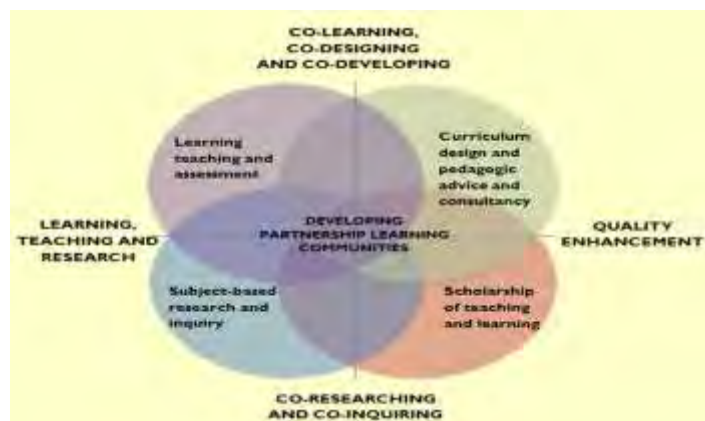 CO-LEARNING,
CO-DESIGNING
AND CO-DEVELOPING
Learning
teaching and
assessment
Curriculum
design and
pedagogic
advice and
consultancy
LEARNING,
TEACHING AND
RESEARCH
DEVELOPING
PARTNERSHIP LEARNING
COMMUNITIES
QUALITY
ENHANCEMENT
Subject-based
research and
inquiry
Scholarship
of teaching
and learning
CO-RESEARCHING
AND CO-INQUIRING